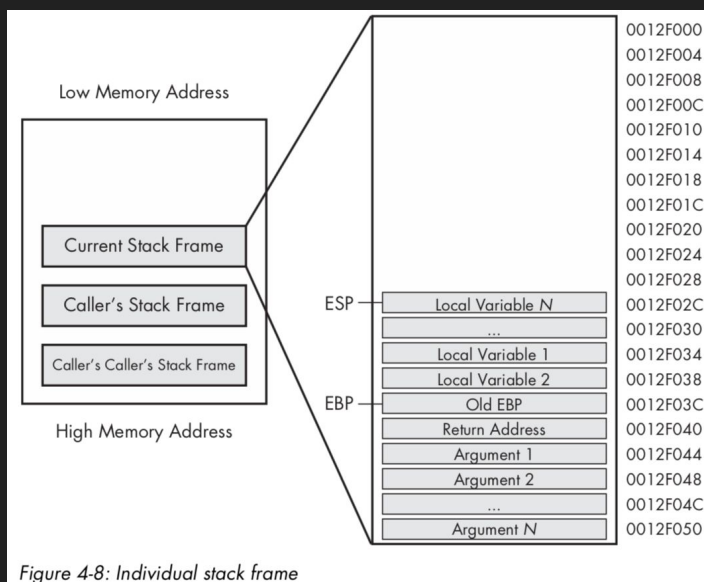 Low Memory Address
Current Stack Frame
Caller's Stack Frame
Caller's Caller's Stack Frame
High Memory Address
0012F000
0012F004
0012F008
0012F00C
0012F010
0012F014
0012F018
0012F01C
0012F020
0012F024
0012F028
ESP Local Variable N 0012F02C
... 0012F030
Local Variable 1 0012F034
Local Variable 2 0012F038
EBP Old EBP 0012F03C
Return Address 0012F040
Argument 1 0012F044
Argument 2 0012F048
... 0012F04C
Argument N 0012F050
Figure 4-8: Individual stack frame